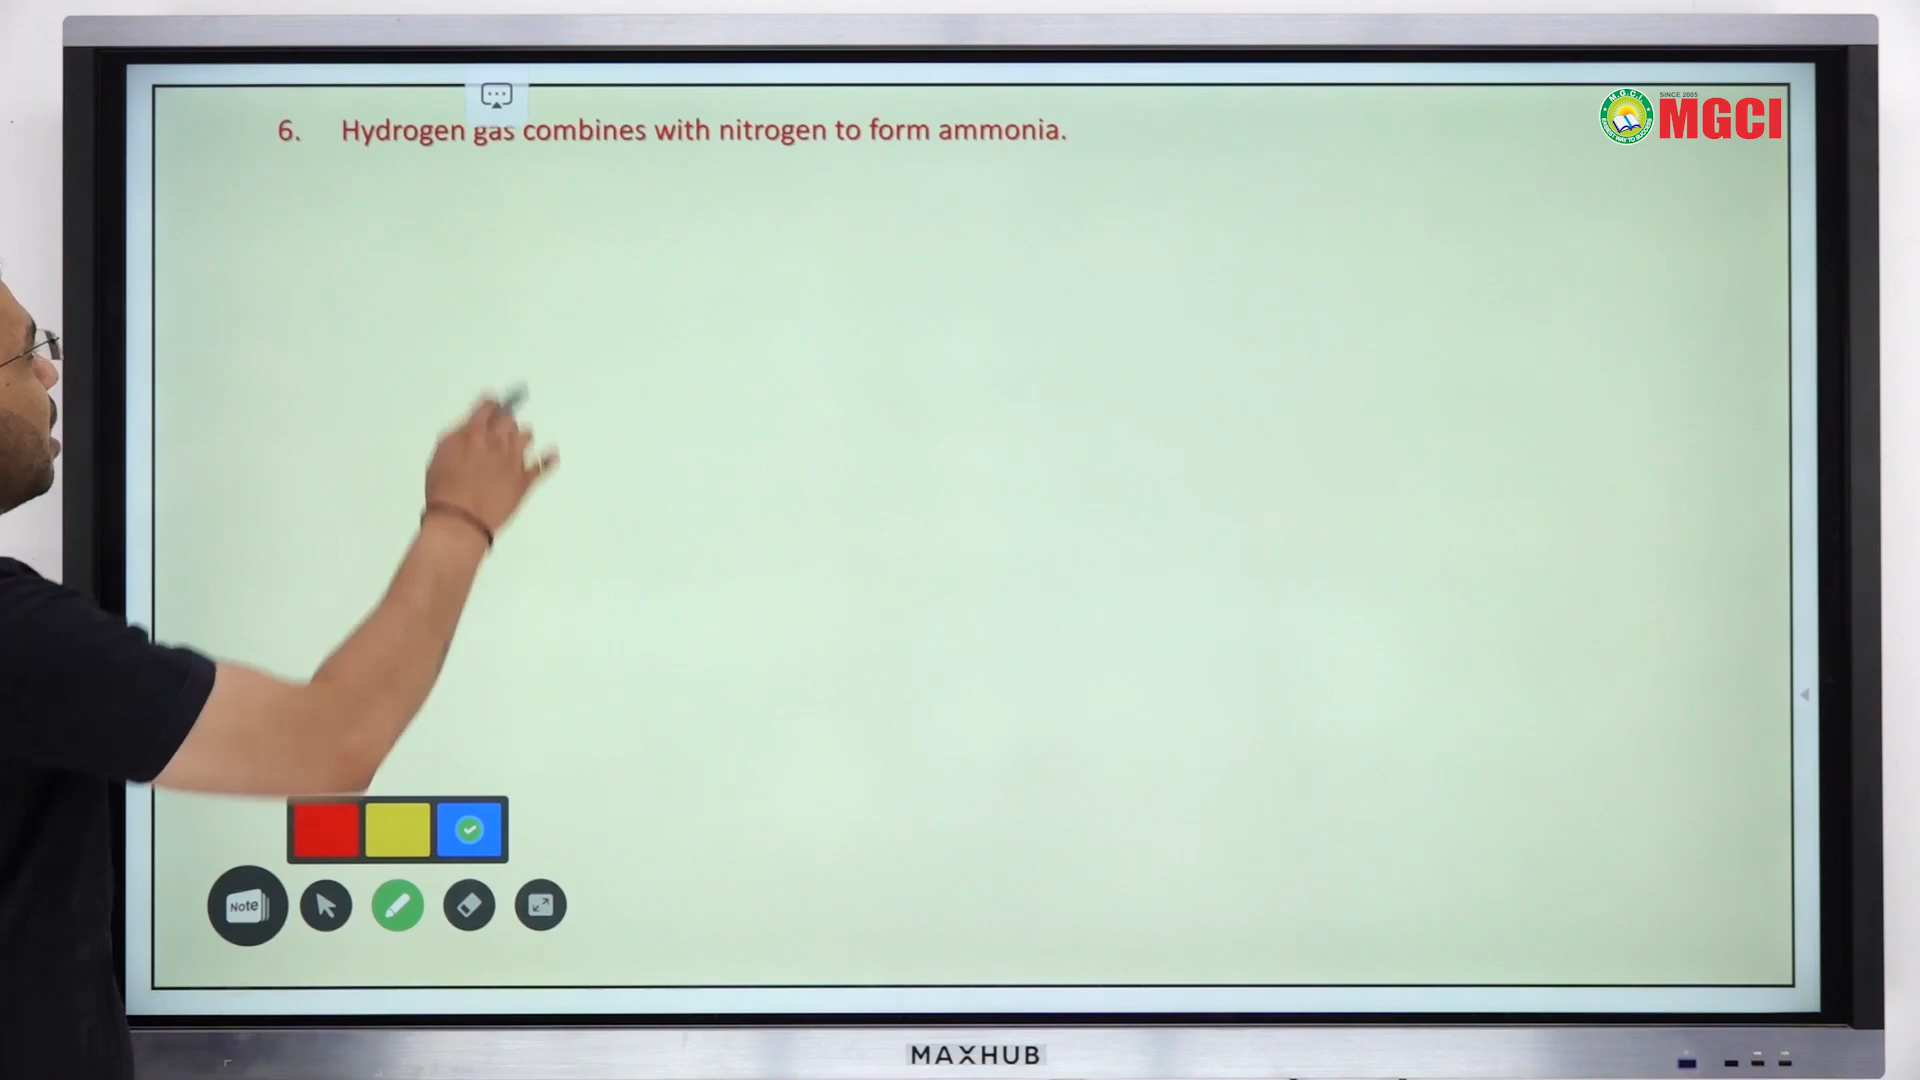 6. Hydrogen gas combines with nitrogen to form ammonia.
SINCE 2005
MGCI
Note
MAXHUB